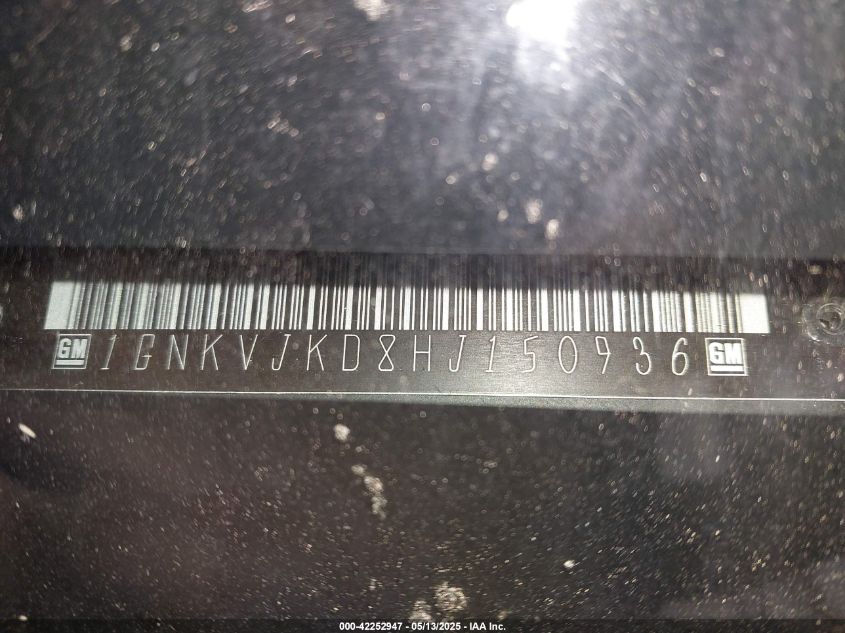 GM 1GNKVJKD8HJ150936 GM
000-42252947 - 05/13/2025 - IAA Inc.